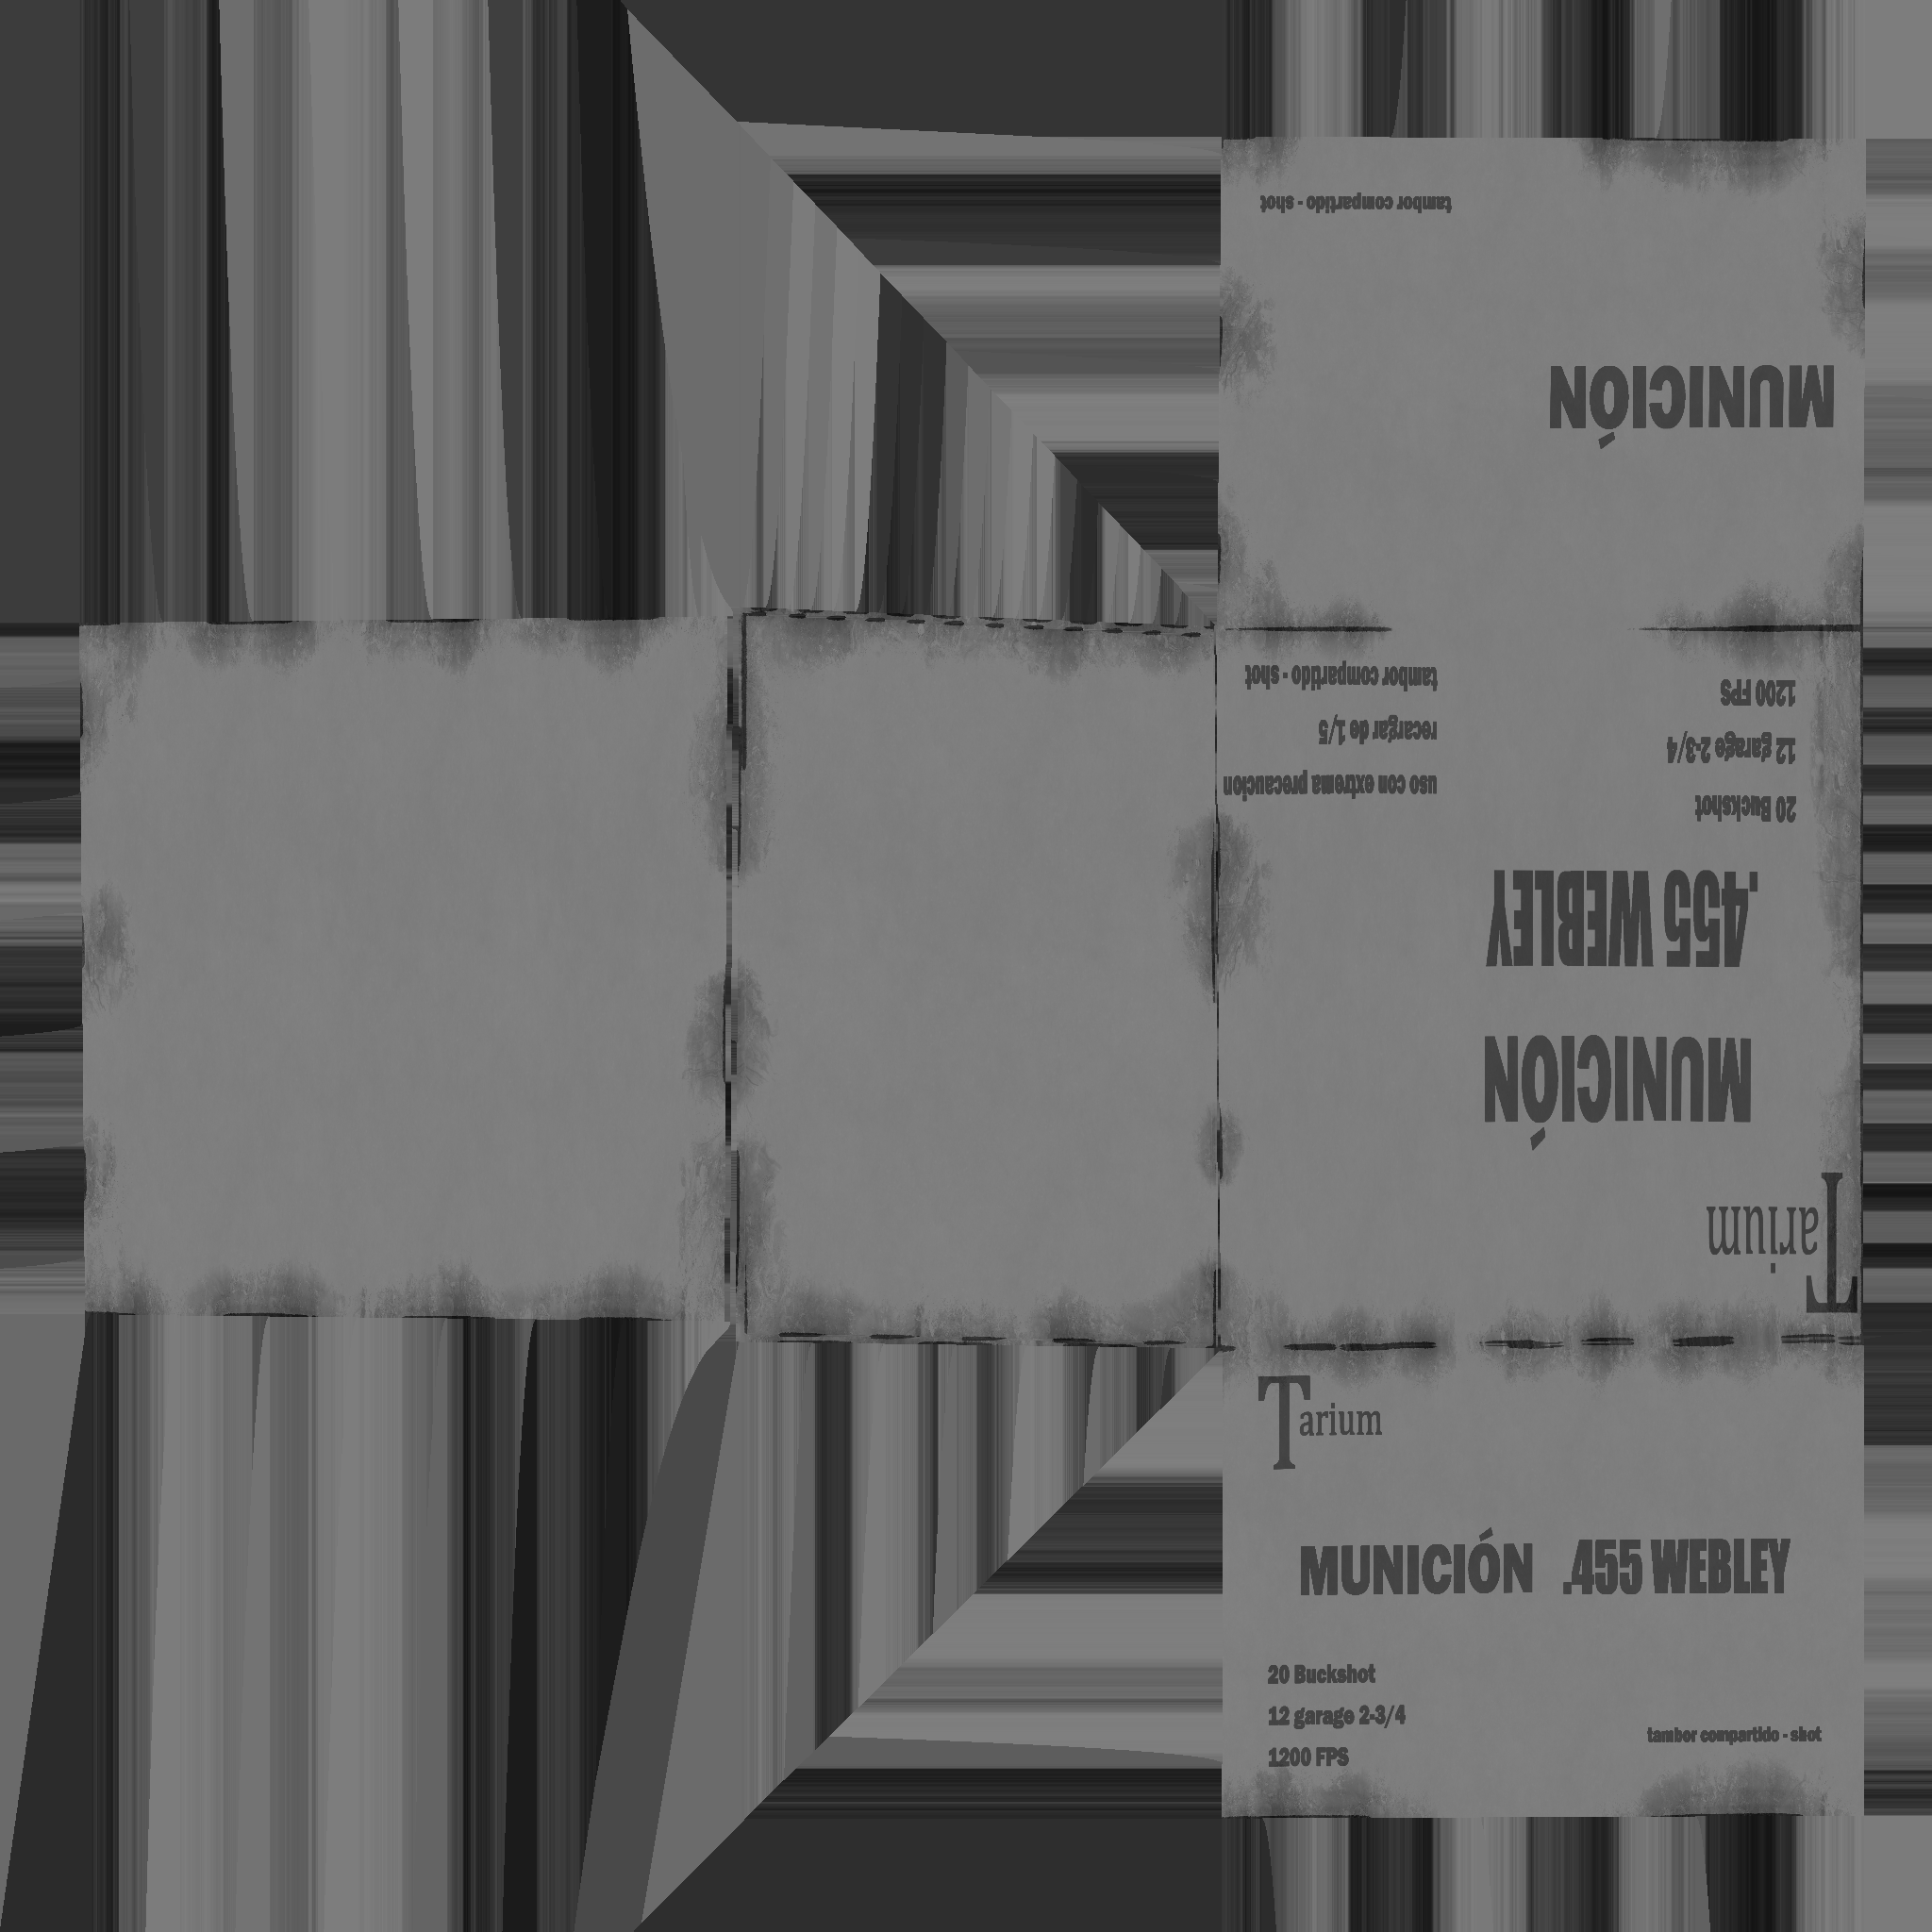 tambor compartido - shot
MUNICIÓN
tambor compartido - shot
recargar de 1/5
uso con extrema precaucion
1200 FPS
12 garage 2-3/4
20 Buckshot
.455 WEBLEY
MUNICIÓN
Tarium
Tarium
MUNICIÓN .455 WEBLEY
20 Buckshot
12 garage 2-3/4
1200 FPS
tambor compartido - shot